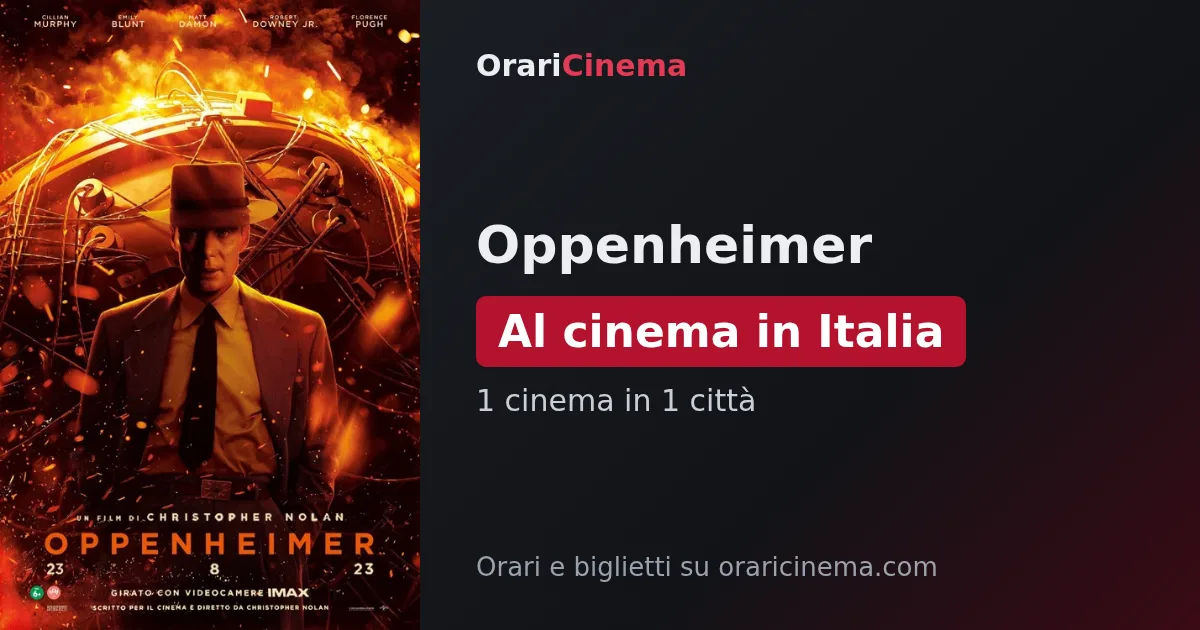 CILLIAN MURPHY
EMILY BLUNT
MATT DAMON
ROBERT DOWNEY JR.
FLORENCE PUGH
UN FILM DI CHRISTOPHER NOLAN
OPPENHEIMER
23 8 23
6+
GIRATO CON VIDEOCAMERE IMAX
SCRITTO PER IL CINEMA E DIRETTO DA CHRISTOPHER NOLAN
OrariCinema
Oppenheimer
Al cinema in Italia
1 cinema in 1 città
Orari e biglietti su oraricinema.com